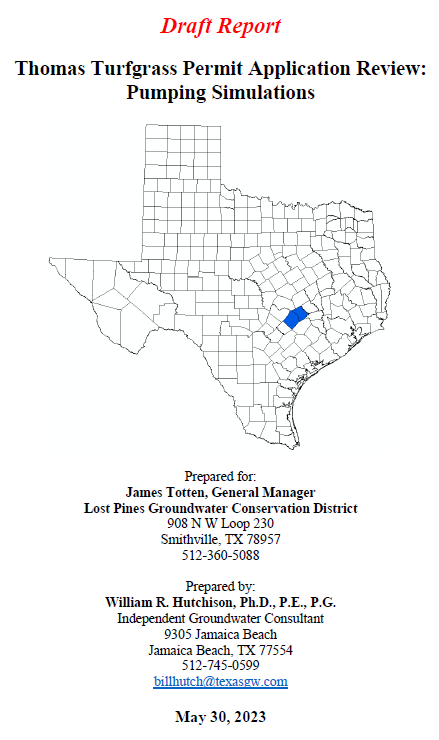 Draft Report
Thomas Turfgrass Permit Application Review:
Pumping Simulations
Prepared for:
James Totten, General Manager
Lost Pines Groundwater Conservation District
908 N W Loop 230
Smithville, TX 78957
512-360-5088
Prepared by:
William R. Hutchison, Ph.D., P.E., P.G.
Independent Groundwater Consultant
9305 Jamaica Beach
Jamaica Beach, TX 77554
512-745-0599
billhutch@texasgw.com
May 30, 2023